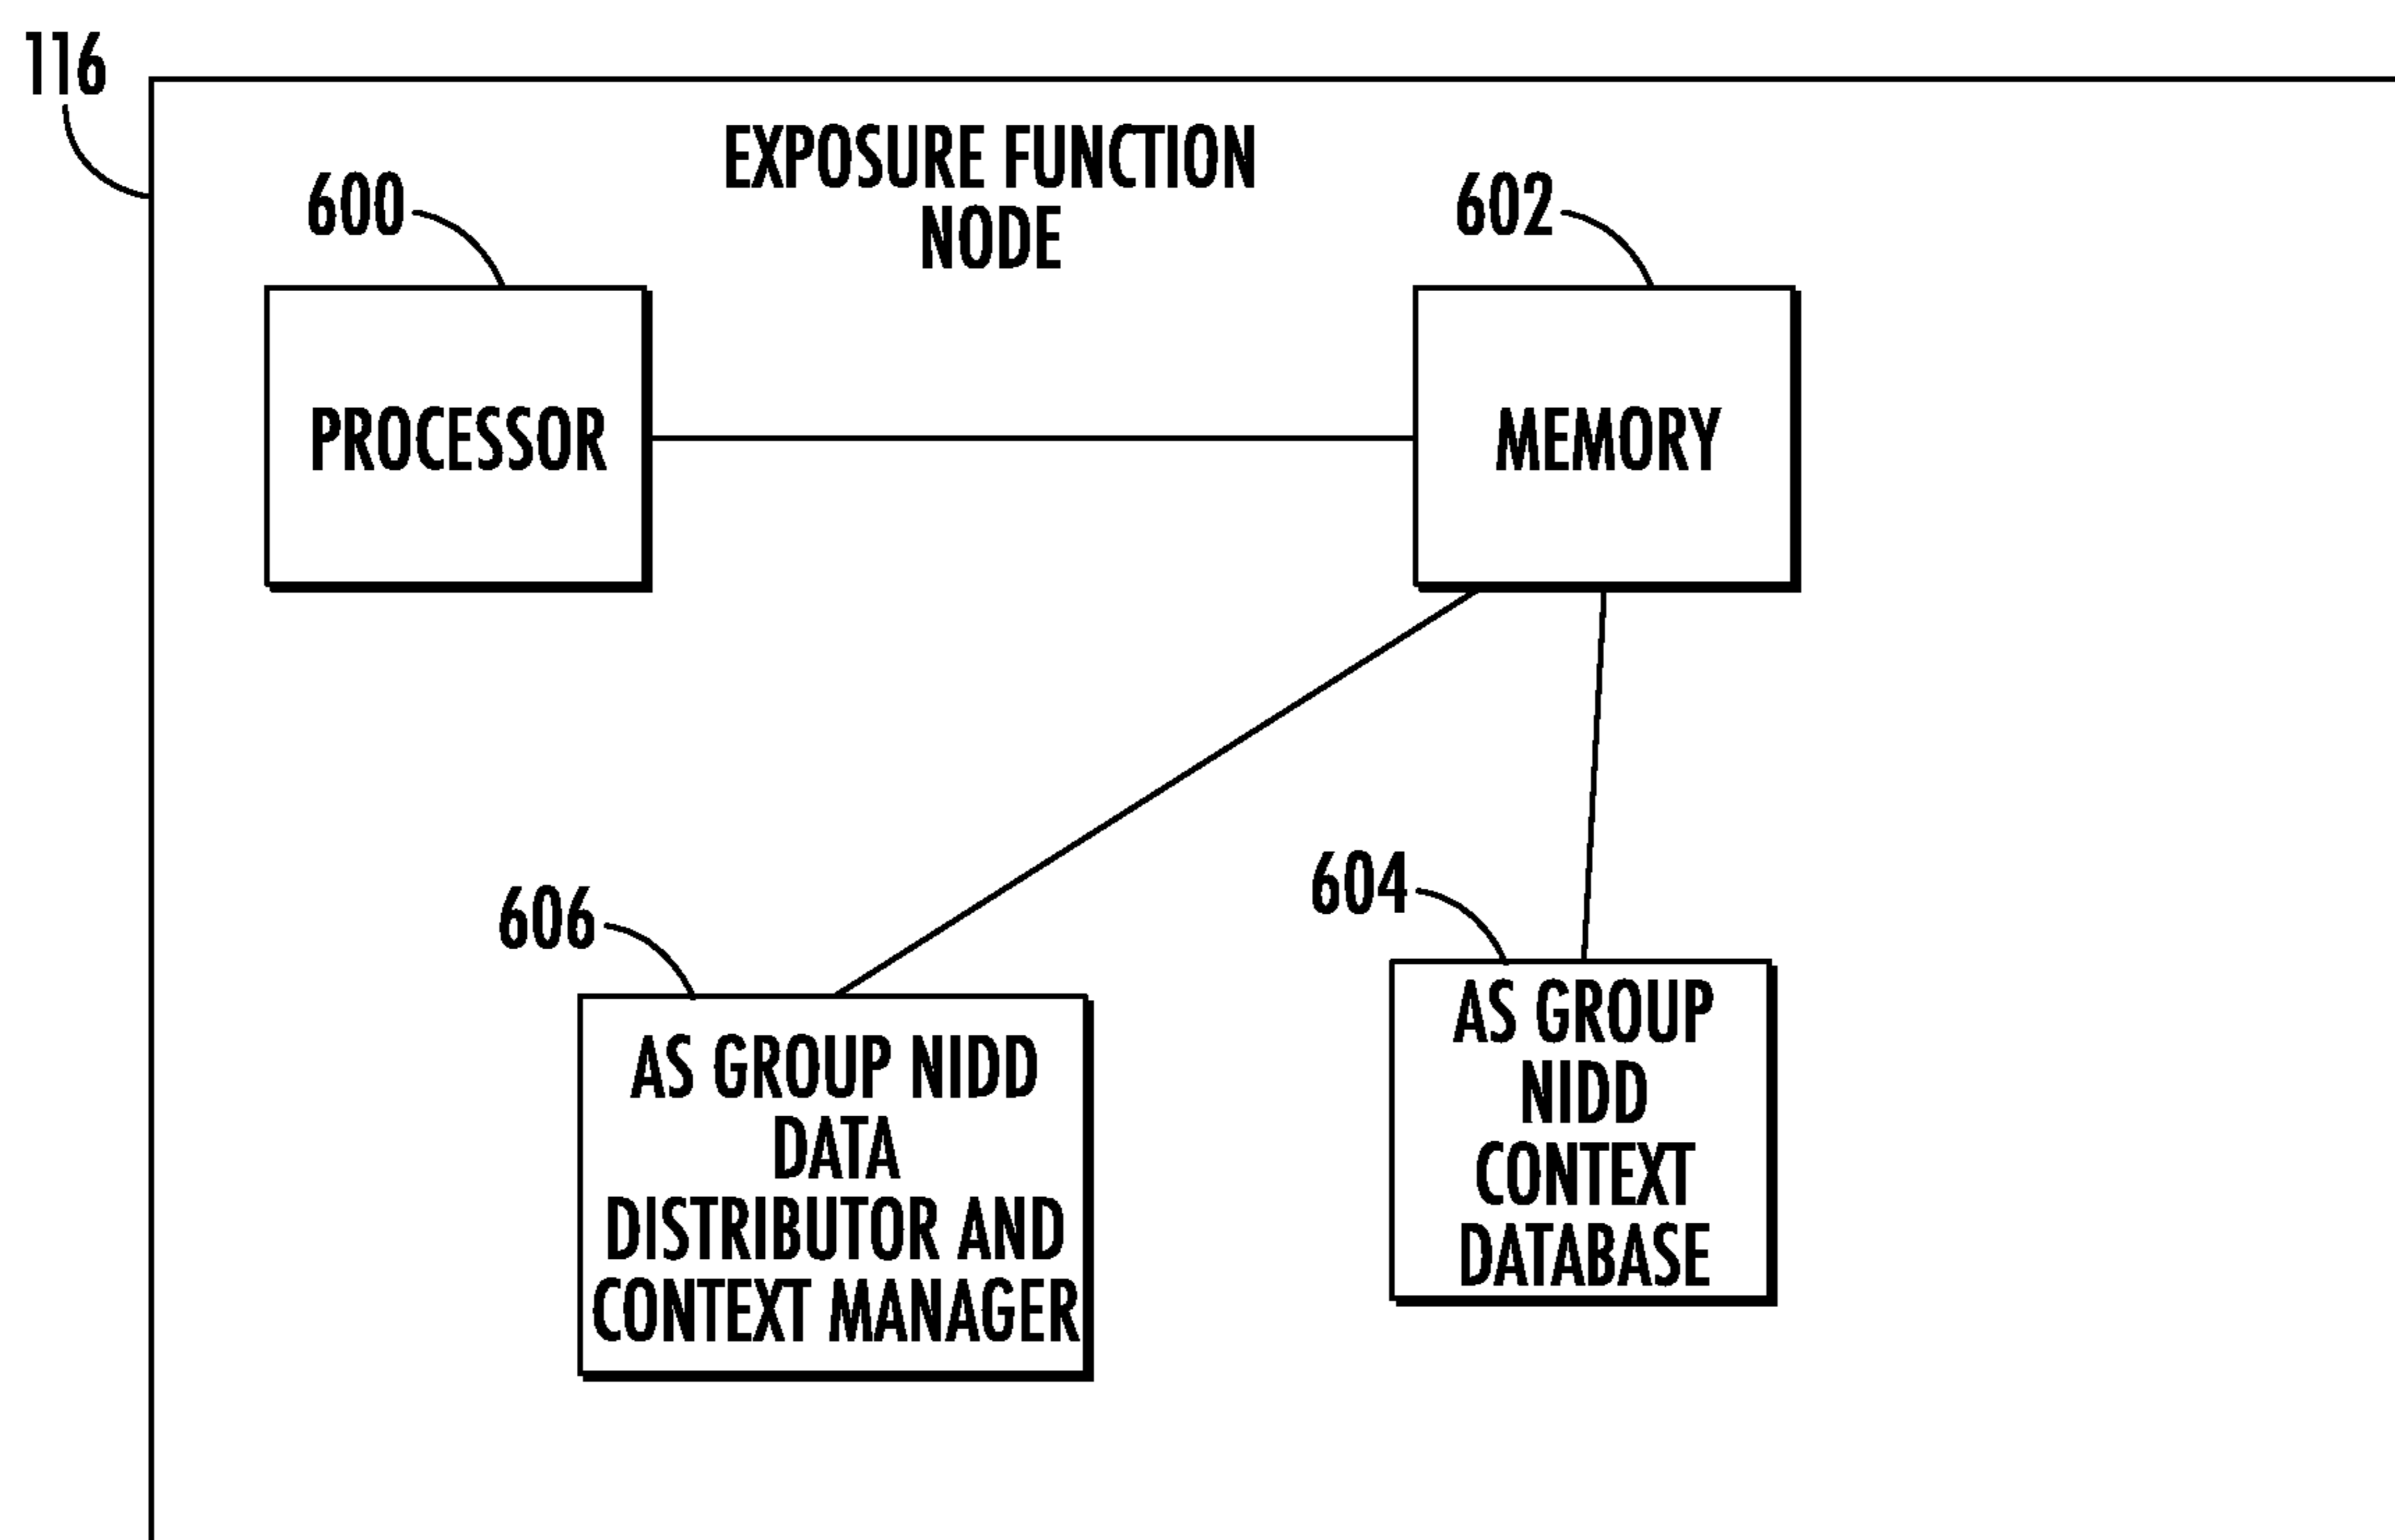 116
EXPOSURE FUNCTION
NODE
600
602
PROCESSOR
MEMORY
606
604
AS GROUP NIDD
DATA
DISTRIBUTOR AND
CONTEXT MANAGER
AS GROUP
NIDD
CONTEXT
DATABASE